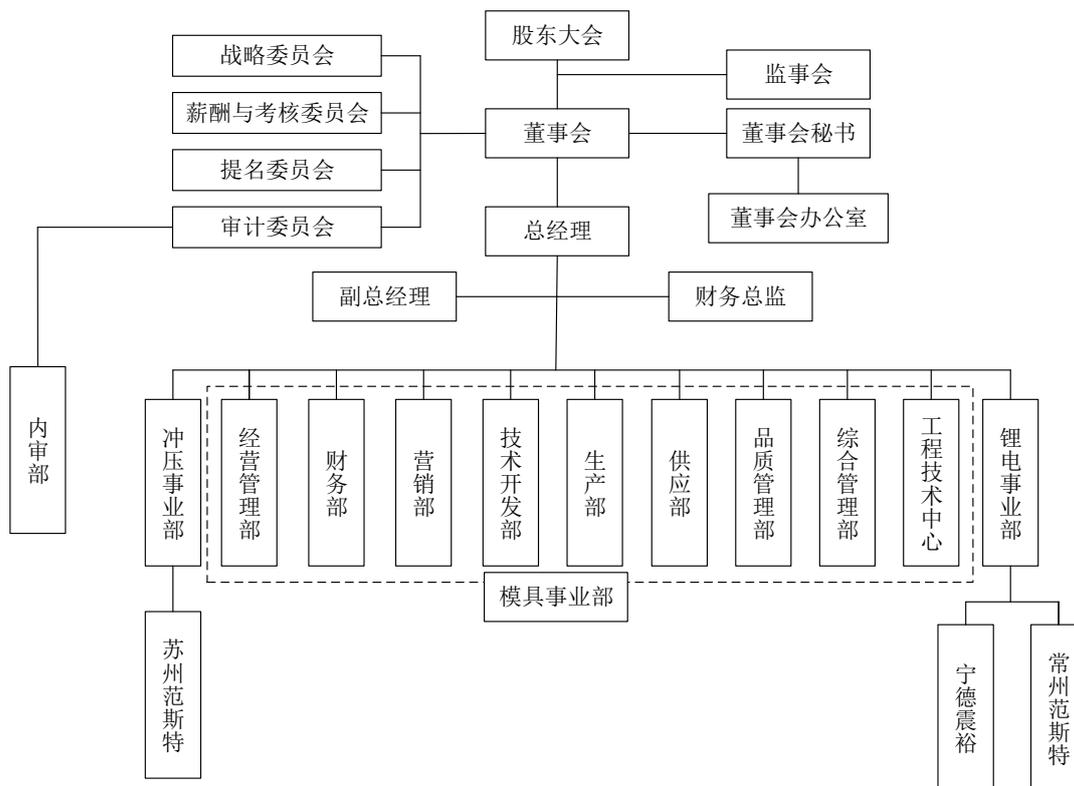 股东大会
战略委员会
监事会
薪酬与考核委员会
董事会
董事会秘书
提名委员会
审计委员会
总经理
董事会办公室
副总经理
财务总监
内审部
冲压事业部
经营管理部
财务部
营销部
技术开发部
生产部
供应部
品质管理部
综合管理部
工程技术中心
锂电事业部
模具事业部
苏州范斯特
宁德震裕
常州范斯特